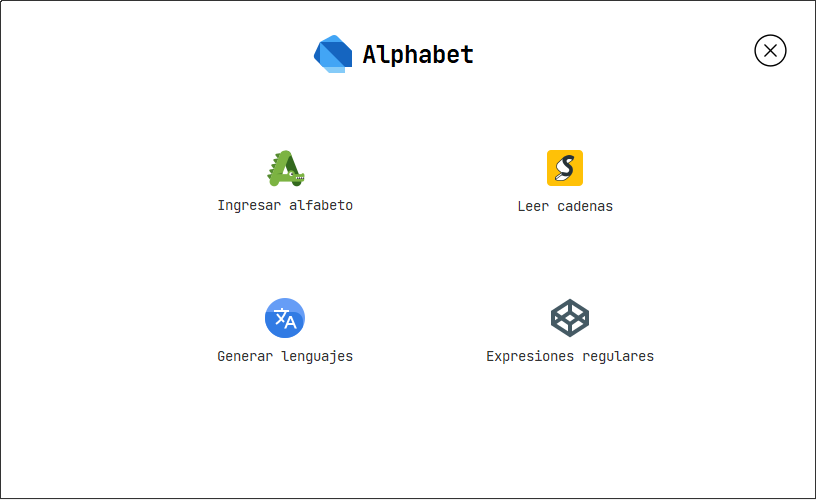 Alphabet
Ingresar alfabeto
Leer cadenas
Generar lenguajes
Expresiones regulares